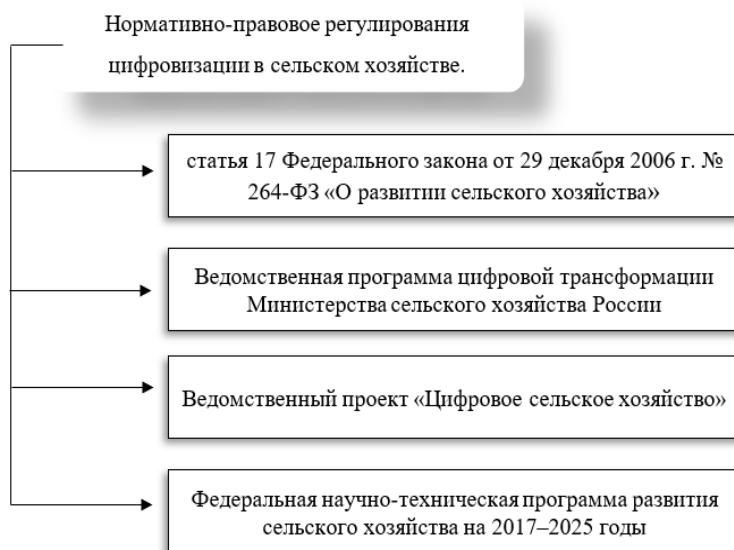 Нормативно-правовое регулирования
цифровизации в сельском хозяйстве.
статья 17 Федерального закона от 29 декабря 2006 г. №
264-ФЗ «О развитии сельского хозяйства»
Ведомственная программа цифровой трансформации
Министерства сельского хозяйства России
Ведомственный проект «Цифровое сельское хозяйство»
Федеральная научно-техническая программа развития
сельского хозяйства на 2017–2025 годы